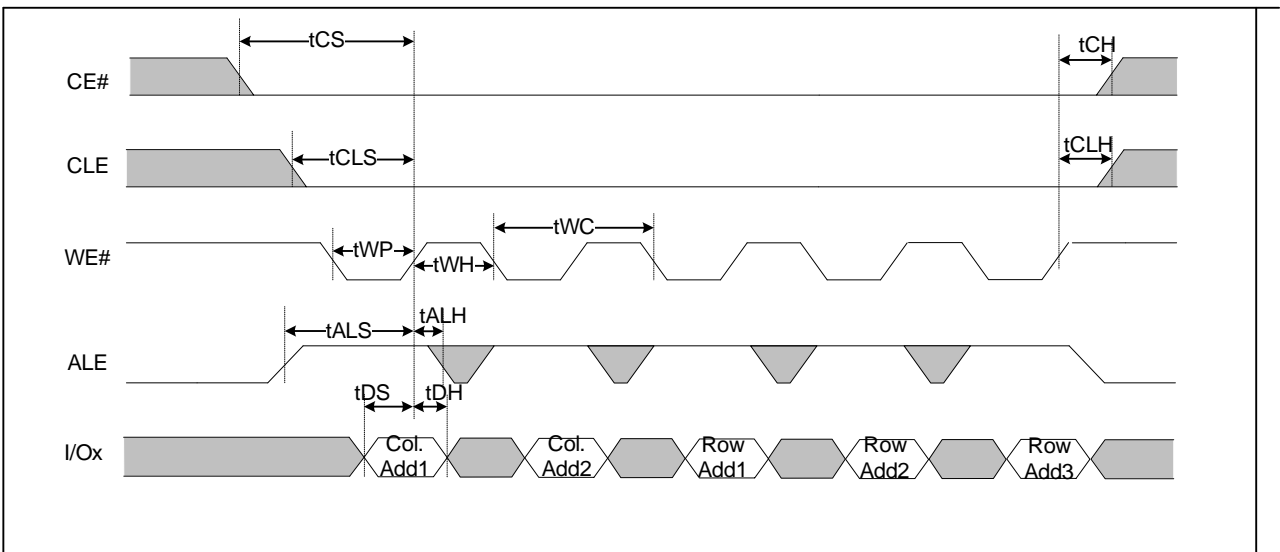 tCS
tCH
CE#
tCLS
tCLH
CLE
tWC
tWP
tWH
WE#
tALH
tALS
ALE
tDS
tDH
I/Ox
Col.
Add1
Col.
Add2
Row
Add1
Row
Add2
Row
Add3